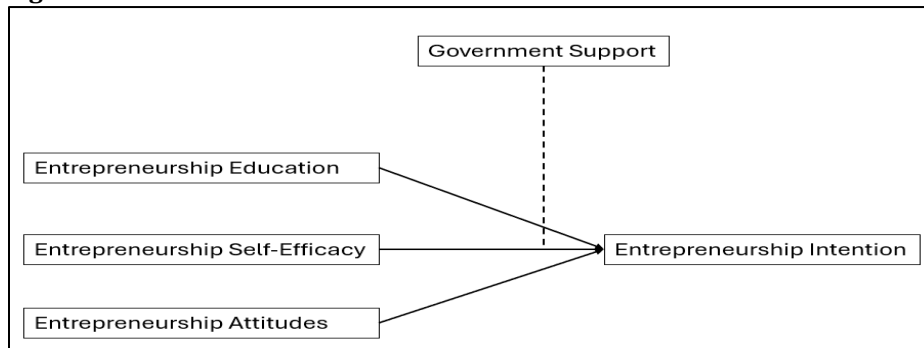 Government Support
Entrepreneurship Education
Entrepreneurship Self-Efficacy
Entrepreneurship Intention
Entrepreneurship Attitudes